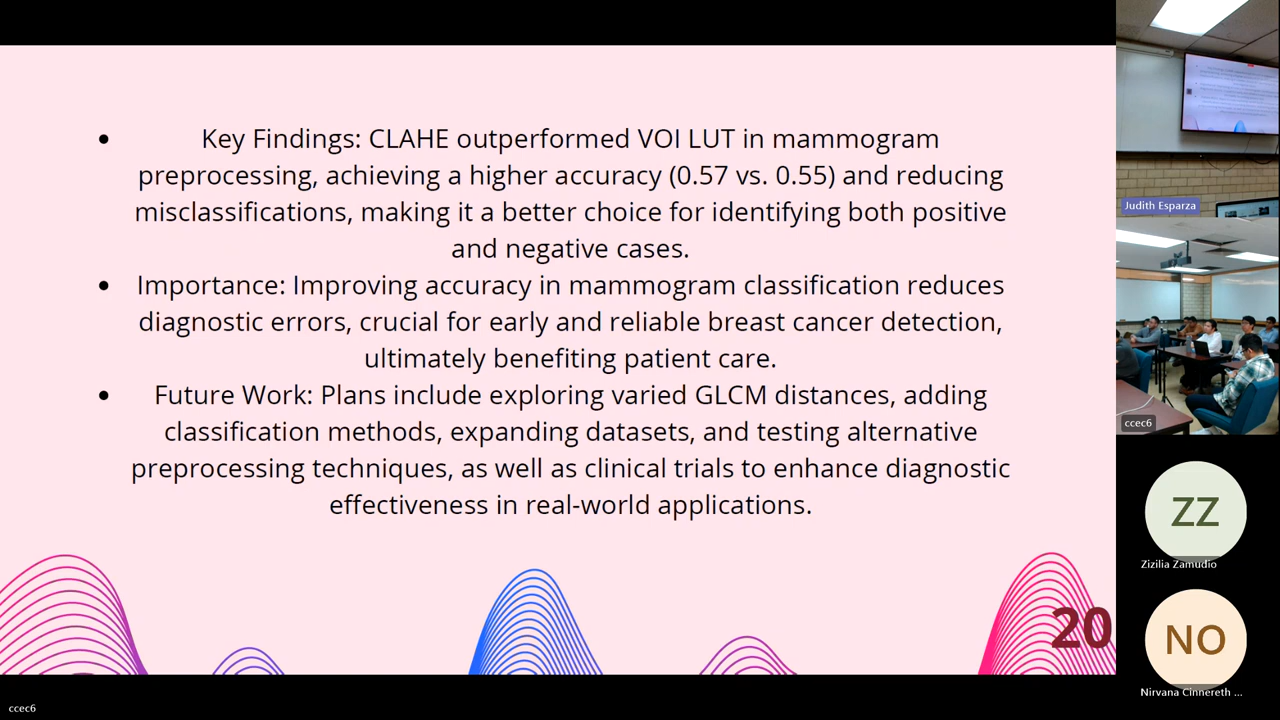 • Key Findings: CLAHE outperformed VOI LUT in mammogram
preprocessing, achieving a higher accuracy (0.57 vs. 0.55) and reducing
misclassifications, making it a better choice for identifying both positive
and negative cases.
• Importance: Improving accuracy in mammogram classification reduces
diagnostic errors, crucial for early and reliable breast cancer detection,
ultimately benefiting patient care.
• Future Work: Plans include exploring varied GLCM distances, adding
classification methods, expanding datasets, and testing alternative
preprocessing techniques, as well as clinical trials to enhance diagnostic
effectiveness in real-world applications.
20
Judith Esparza
ccec6
ZZ
Zizilia Zamudio
NO
Nirvana Cinnereth ...
ccec6